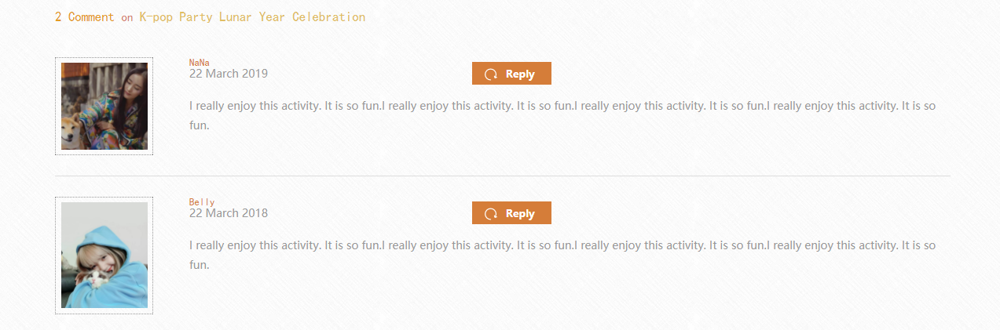 2 Comment on K-pop Party Lunar Year Celebration
NaNa
22 March 2019
Reply
I really enjoy this activity. It is so fun.I really enjoy this activity. It is so fun.I really enjoy this activity. It is so fun.I really enjoy this activity. It is so
fun.
Belly
22 March 2018
Reply
I really enjoy this activity. It is so fun.I really enjoy this activity. It is so fun.I really enjoy this activity. It is so fun.I really enjoy this activity. It is so
fun.